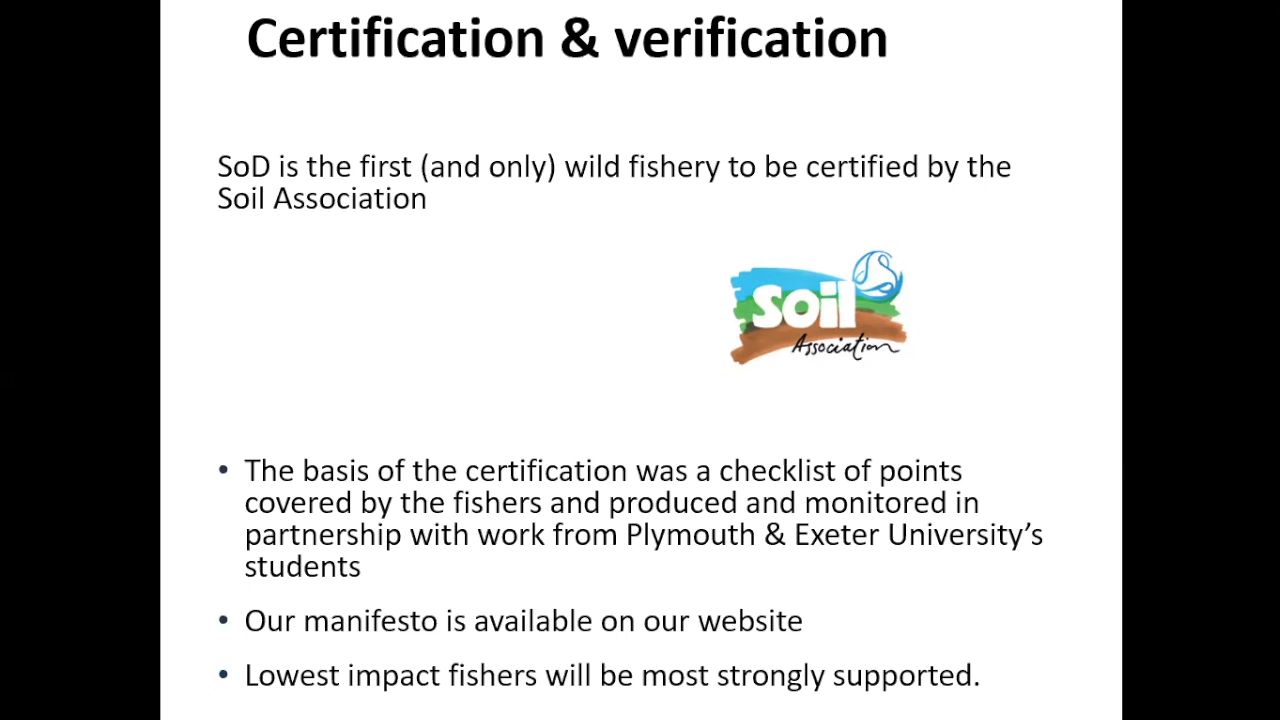 Certification & verification
SoD is the first (and only) wild fishery to be certified by the
Soil Association
soil
Association
• The basis of the certification was a checklist of points
covered by the fishers and produced and monitored in
partnership with work from Plymouth & Exeter University’s
students
• Our manifesto is available on our website
• Lowest impact fishers will be most strongly supported.